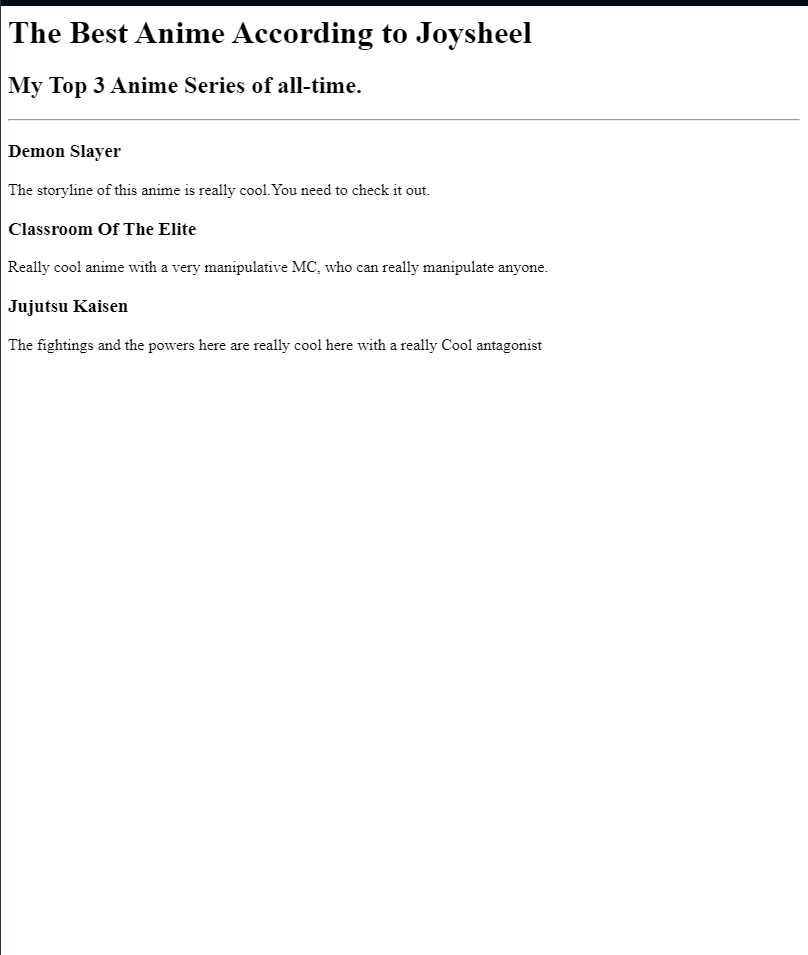 The Best Anime According to Joysheel
My Top 3 Anime Series of all-time.
Demon Slayer
The storyline of this anime is really cool.You need to check it out.
Classroom Of The Elite
Really cool anime with a very manipulative MC, who can really manipulate anyone.
Jujutsu Kaisen
The fightings and the powers here are really cool here with a really Cool antagonist